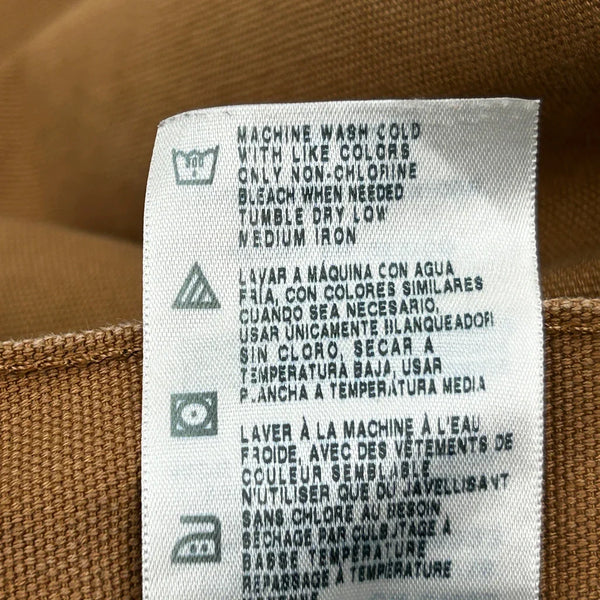 MACHINE WASH COLD
WITH LIKE COLORS
ONLY NON-CHLORINE
BLEACH WHEN NEEDED
TUMBLE DRY LOW
MEDIUM IRON
LAVAR A MÁQUINA CON AGUA
FRÍA, CON COLORES SIMILARES
CUANDO SEA NECESARIO,
USAR ÚNICAMENTE BLANQUEADOR
SIN CLORO, SECAR A
TEMPERATURA BAJA, USAR
PLANCHA A TEMPERATURA MEDIA
LAVER À LA MACHINE À L'EAU
FROIDE, AVEC DES VÊTEMENTS DE
COULEUR SEMBLABLE
N'UTILISER QUE DU JAVELLISANT
SANS CHLORE AU BESOIN
SÉCHAGE PAR CULBUTAGE À
BASSE TEMPÉRATURE
REPASSAGE À TEMPÉRATURE